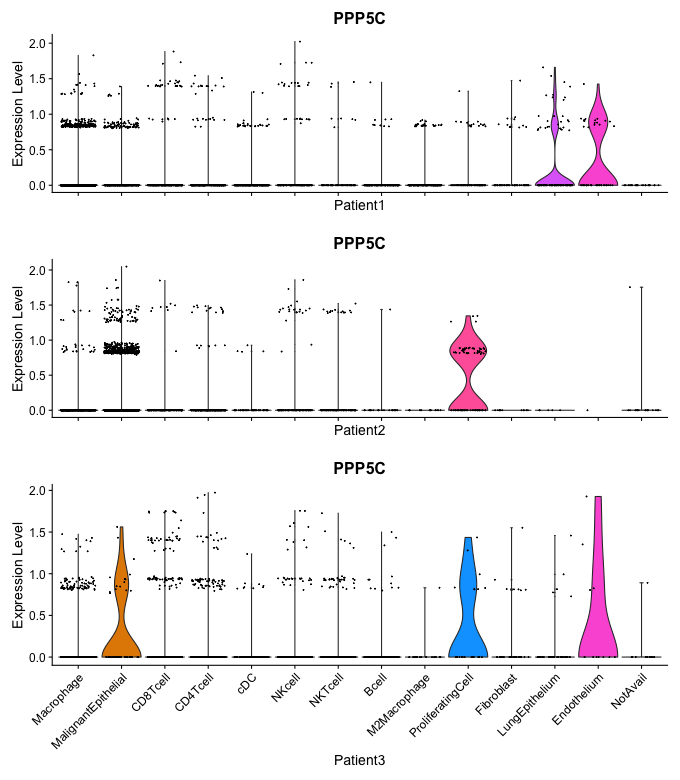 PPP5C
Expression Level
2.0
1.5
1.0
0.5
0.0
Patient1
PPP5C
Expression Level
2.0
1.5
1.0
0.5
0.0
Patient2
PPP5C
Expression Level
2.0
1.5
1.0
0.5
0.0
Macrophage
MalignantEpithelial
CD8Tcell
CD4Tcell
cDC
NKcell
NKTcell
Bcell
M2Macrophage
ProliferatingCell
Fibroblast
LungEpithelium
Endothelium
NotAvail
Patient3